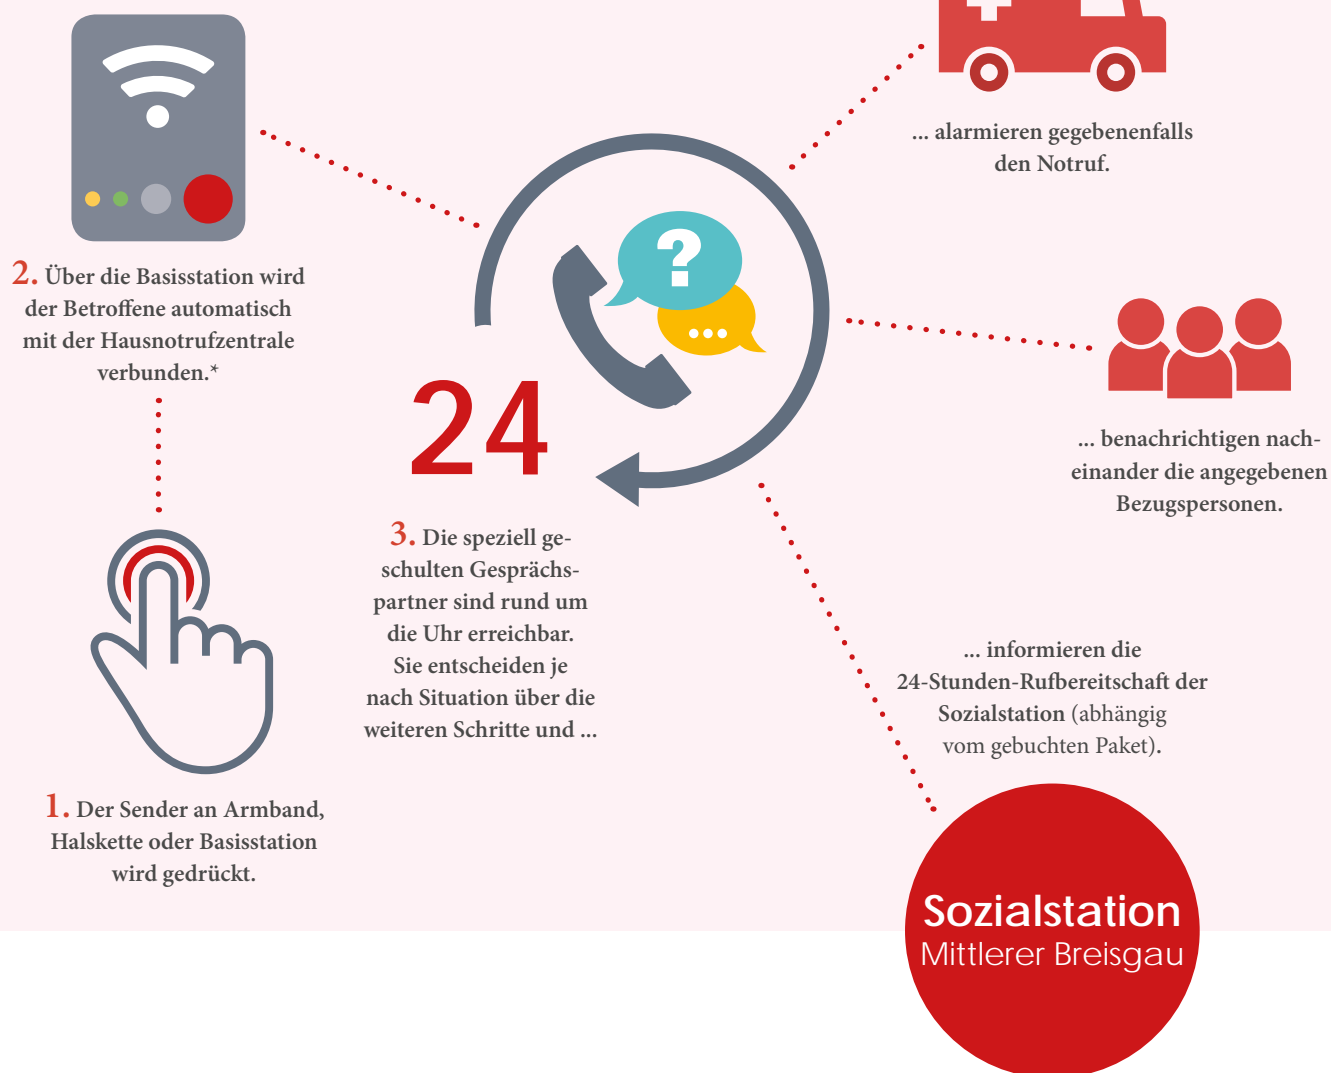 1. Der Sender an Armband,
Halskette oder Basisstation
wird gedrückt.
2. Über die Basisstation wird
der Betroffene automatisch
mit der Hausnotrufzentrale
verbunden.*
?
...
24
3. Die speziell ge-
schulten Gesprächs-
partner sind rund um
die Uhr erreichbar.
Sie entscheiden je
nach Situation über die
weiteren Schritte und ...
... alarmieren gegebenenfalls
den Notruf.
... benachrichtigen nach-
einander die angegebenen
Bezugspersonen.
... informieren die
24-Stunden-Rufbereitschaft der
Sozialstation (abhängig
vom gebuchten Paket).
Sozialstation
Mittlerer Breisgau